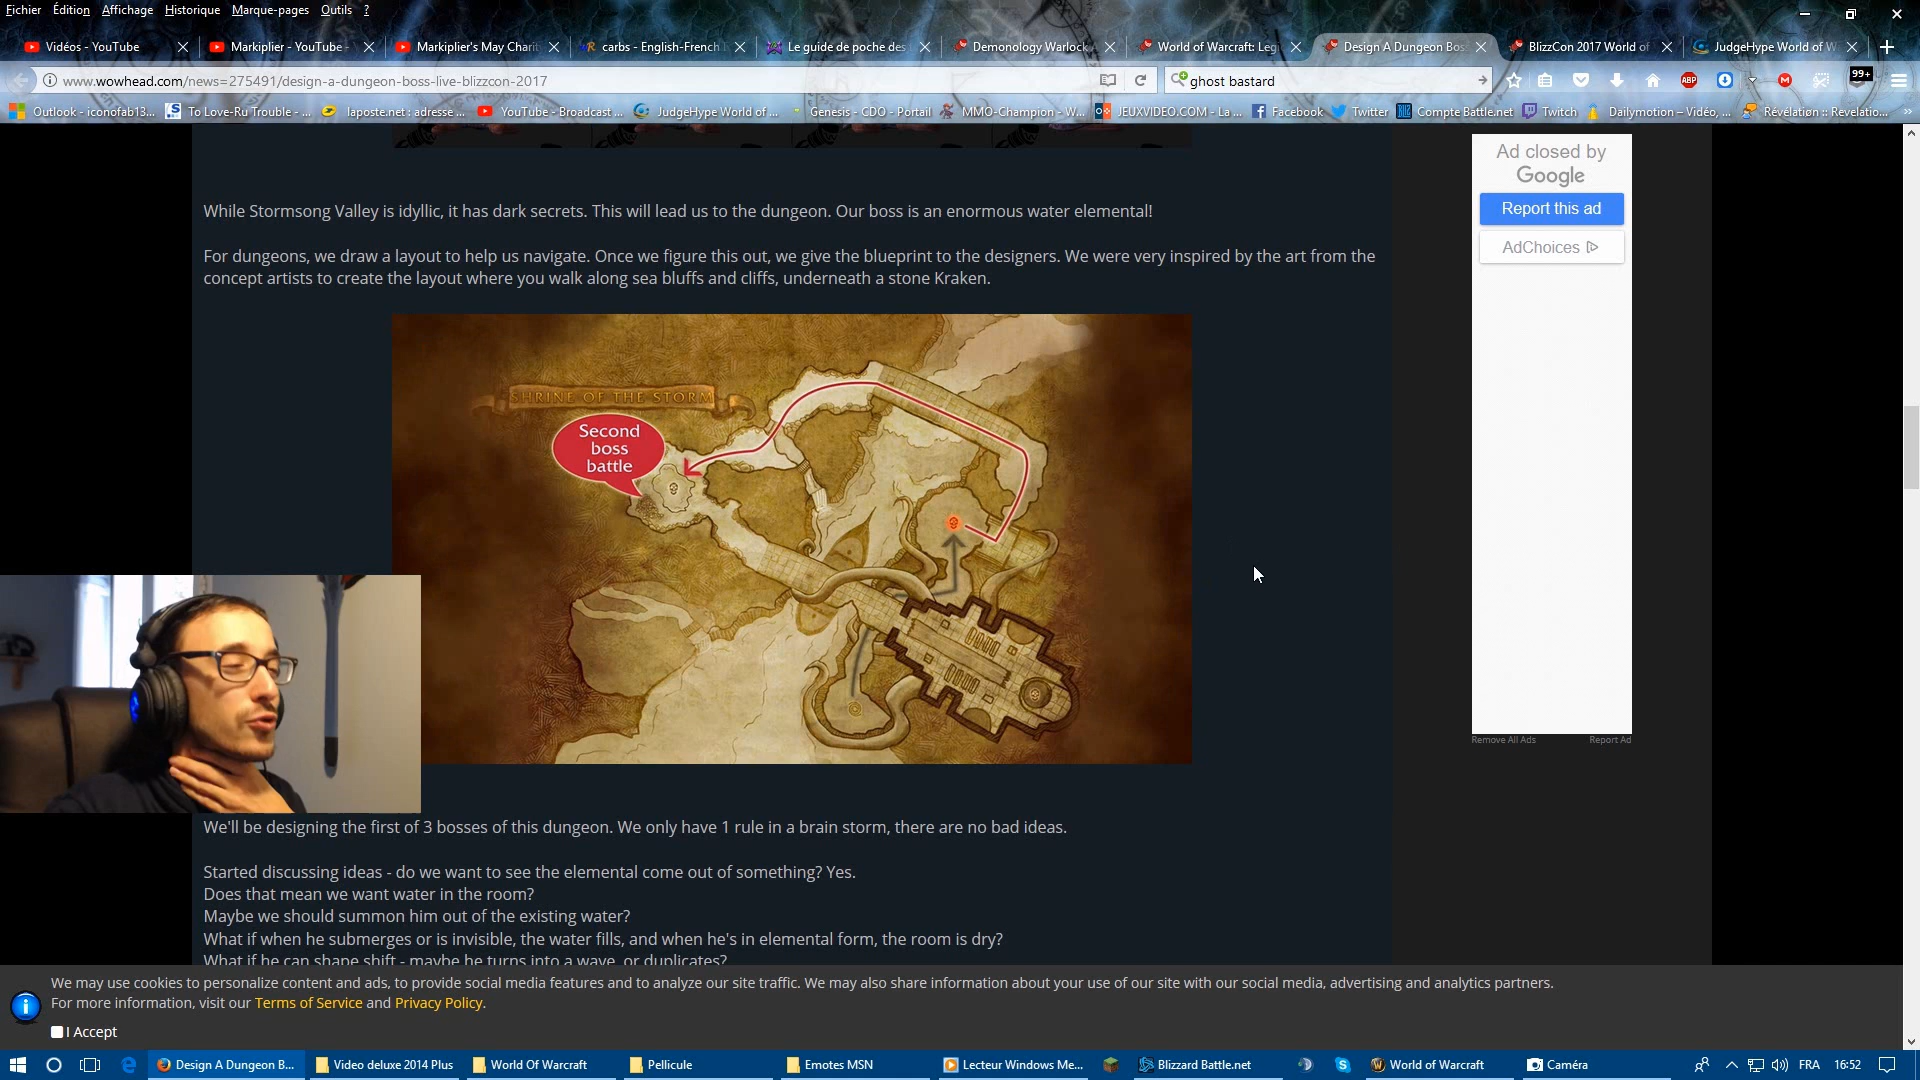 Fichier Édition Affichage Historique Marque-pages Outils ?
Vidéos - YouTube
Markiplier - YouTube -
Markiplier's May Charit
carbs - English-French
Le guide de poche des
Demonology Warlock
World of Warcraft: Legi
Design A Dungeon Bos
BlizzCon 2017 World of
JudgeHype World of W
www.wowhead.com/news=275491/design-a-dungeon-boss-live-blizzcon-2017
ghost bastard
ABP
99+
Outlook - iconofab13...
To Love-Ru Trouble - ...
laposte.net : adresse ...
YouTube - Broadcast ...
JudgeHype World of ...
Genesis - CDO - Portail
MMO-Champion - W...
JEUXVIDEO.COM - La ...
Facebook
Twitter
Compte Battle.net
Twitch
Dailymotion – Vidéo, ...
Révélation :: Revelatio...
Ad closed by
Google
Report this ad
AdChoices
While Stormsong Valley is idyllic, it has dark secrets. This will lead us to the dungeon. Our boss is an enormous water elemental!
For dungeons, we draw a layout to help us navigate. Once we figure this out, we give the blueprint to the designers. We were very inspired by the art from the
concept artists to create the layout where you walk along sea bluffs and cliffs, underneath a stone Kraken.
SHRINE OF THE STORM
Second
boss
battle
Remove All Ads
Report Ad
We'll be designing the first of 3 bosses of this dungeon. We only have 1 rule in a brain storm, there are no bad ideas.
Started discussing ideas - do we want to see the elemental come out of something? Yes.
Does that mean we want water in the room?
Maybe we should summon him out of the existing water?
What if when he submerges or is invisible, the water fills, and when he's in elemental form, the room is dry?
What if he can shape shift - maybe he turns into a wave, or duplicates?
We may use cookies to personalize content and ads, to provide social media features and to analyze our site traffic. We may also share information about your use of our site with our social media, advertising and analytics partners.
For more information, visit our Terms of Service and Privacy Policy.
I Accept
Design A Dungeon B...
Video deluxe 2014 Plus
World Of Warcraft
Pellicule
Emotes MSN
Lecteur Windows Me...
Blizzard Battle.net
World of Warcraft
Caméra
FRA
16:52